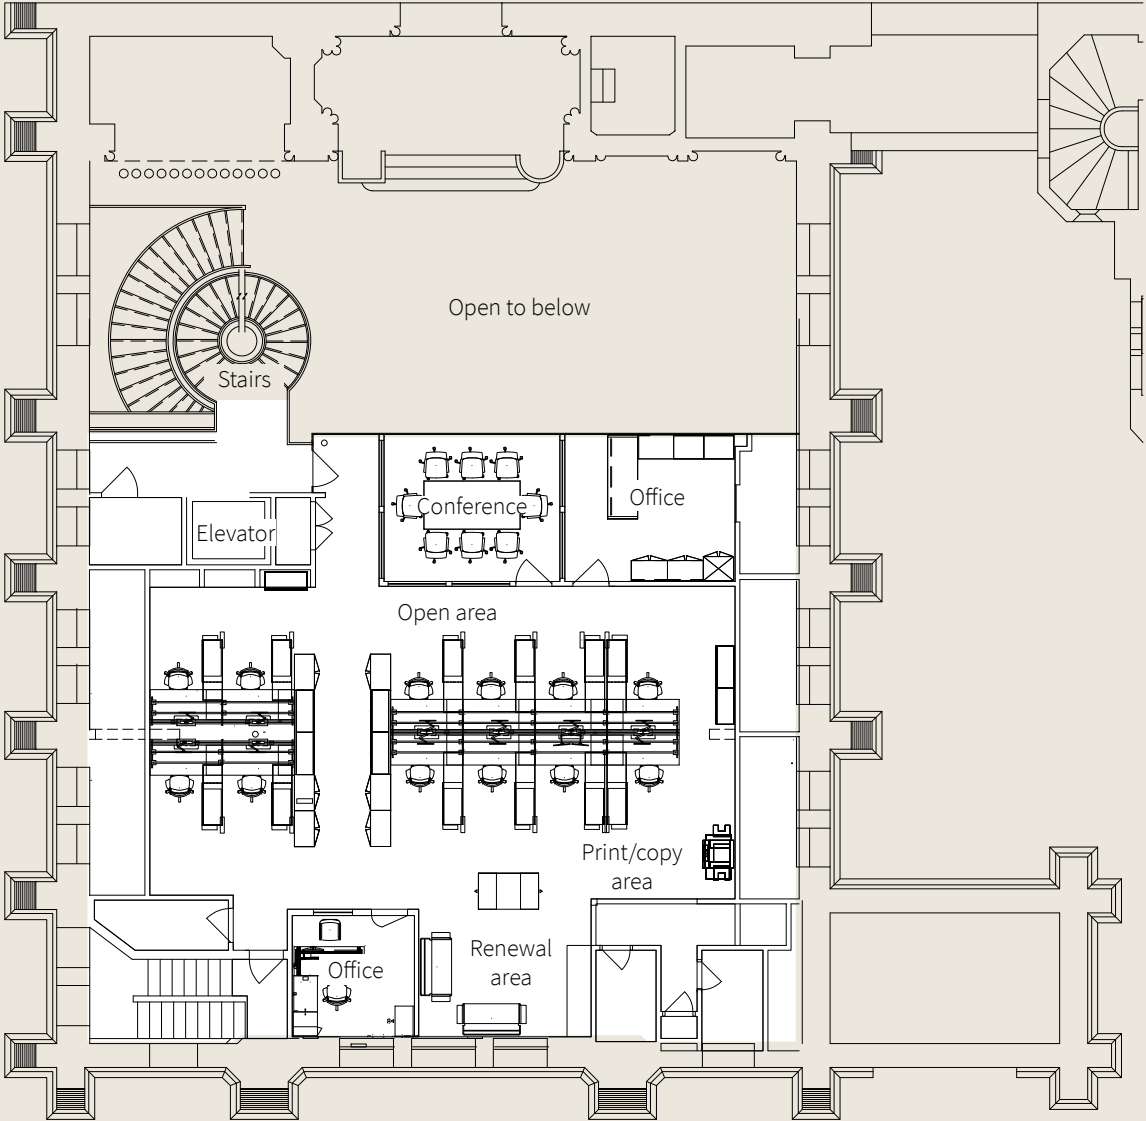 Open to below
Stairs
Conference
Office
Elevator
Open area
Print/copy
area
Renewal
area
Office